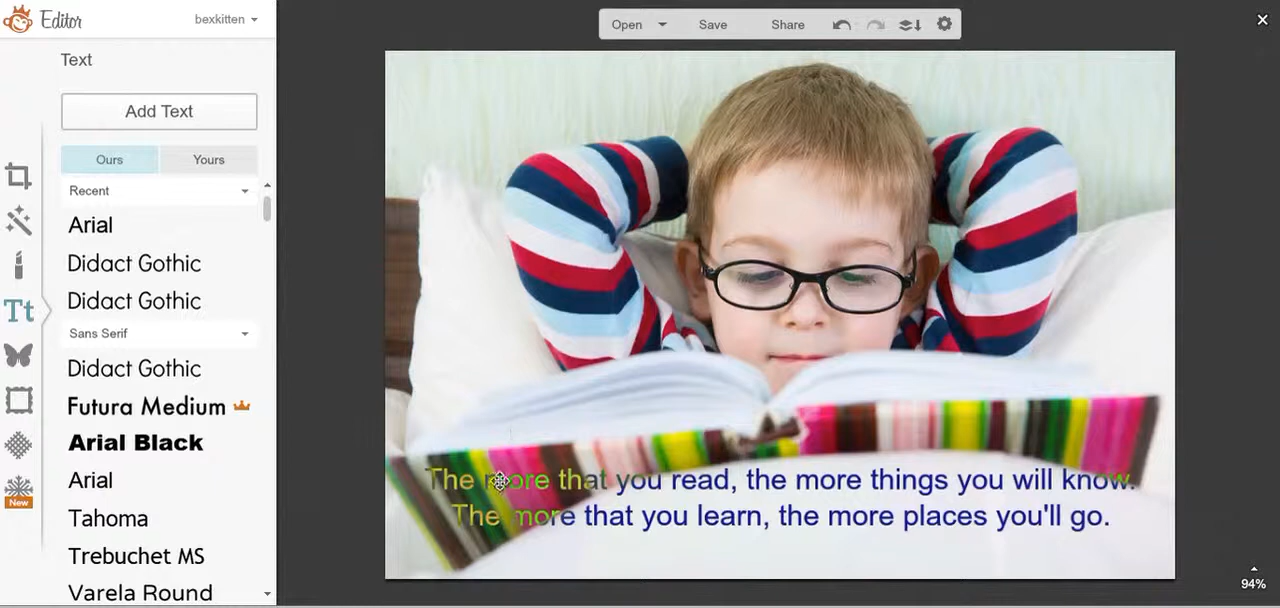 Editor
bexkitten
Open
Save
Share
Text
Add Text
Ours
Yours
Recent
Arial
Didact Gothic
Didact Gothic
Tt
Sans Serif
Didact Gothic
Futura Medium
Arial Black
Arial
Tahoma
Trebuchet MS
Varela Round
New
The more that you read, the more things you will know.
The more that you learn, the more places you'll go.
94%